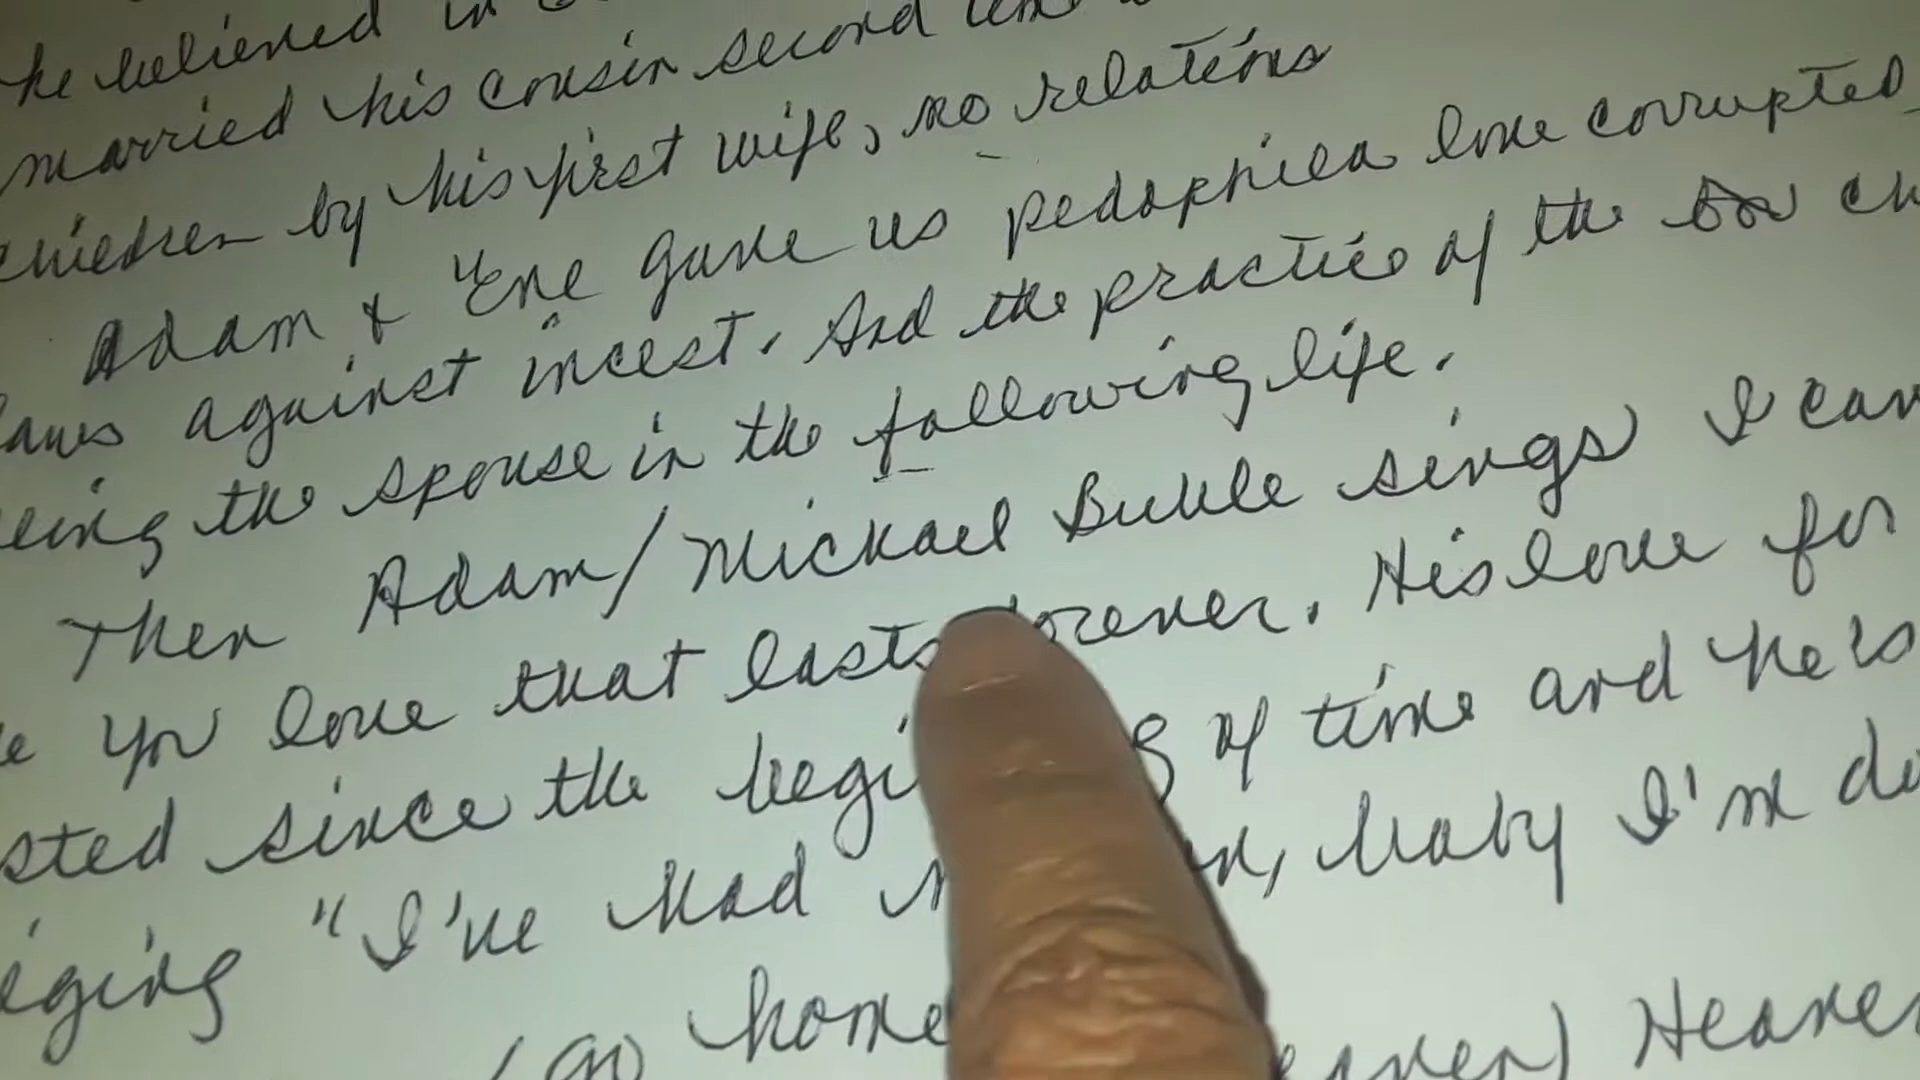 he believed in
married his cousin second
children by his first wife, no relations
Adam & Eve gave us pedophilea love corrupted
laws against incest. And the practice of the
the spouse in the following life.
Then Adam/Mickael Buble sings I can
you love that lasts forever. His love for
since the of time and he's
"I've had baby I'm
go home Heaven